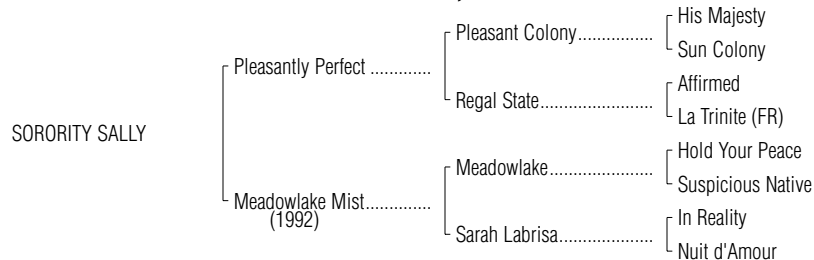 His Majesty
Pleasant Colony................
Sun Colony
Pleasantly Perfect .............
Affirmed
Regal State........................
La Trinite (FR)
SORORITY SALLY
Hold Your Peace
Meadowlake......................
Suspicious Native
Meadowlake Mist..............
(1992)
In Reality
Sarah Labrisa....................
Nuit d'Amour